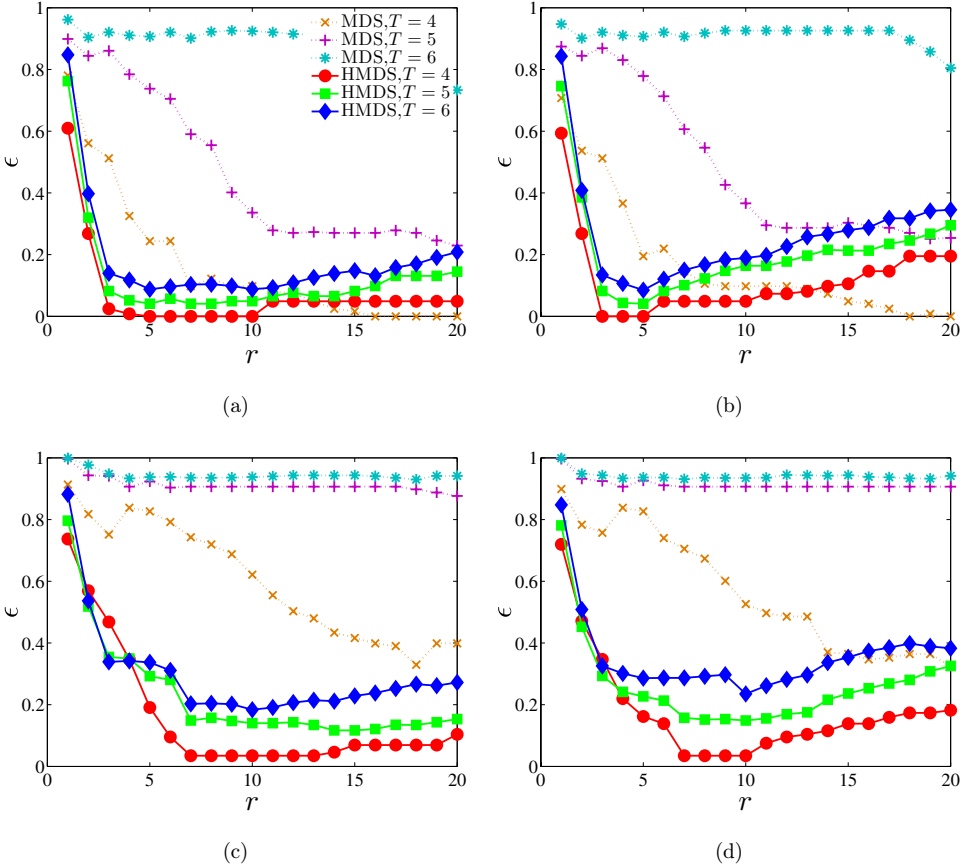 1
0.8
0.6
0.4
0.2
0
ϵ
0
5
10
15
20
r
MDS,T = 4
MDS,T = 5
MDS,T = 6
HMDS,T = 4
HMDS,T = 5
HMDS,T = 6
(a)
1
0.8
0.6
0.4
0.2
0
ϵ
0
5
10
15
20
r
(b)
1
0.8
0.6
0.4
0.2
0
ϵ
0
5
10
15
20
r
(c)
1
0.8
0.6
0.4
0.2
0
ϵ
0
5
10
15
20
r
(d)